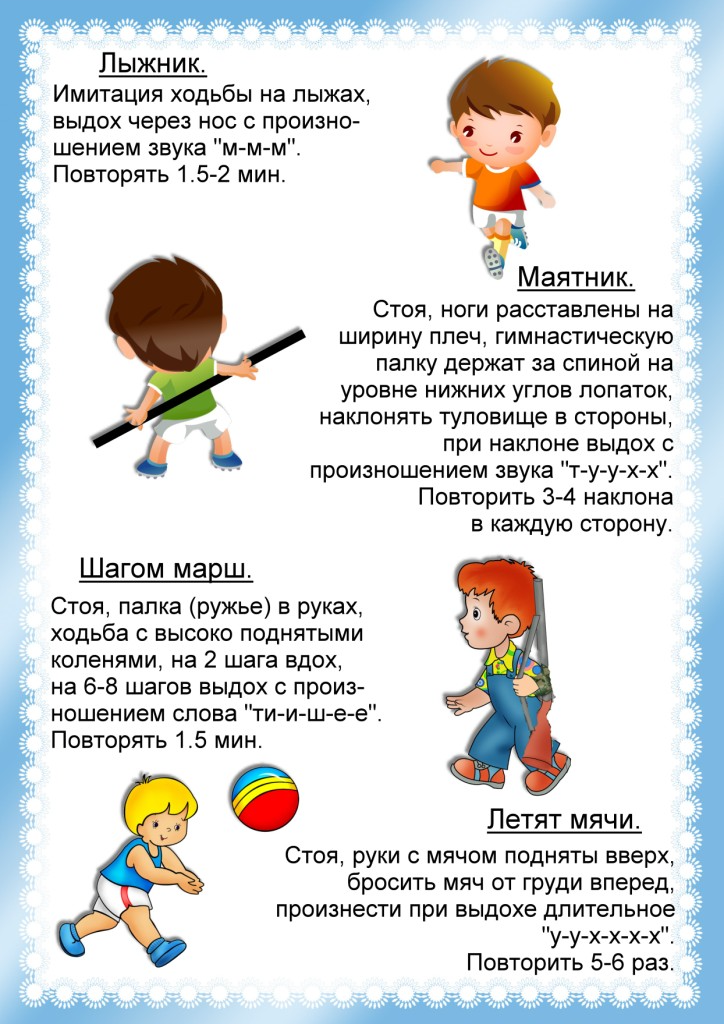 Лыжник.
Имитация ходьбы на лыжах,
выдох через нос с произно-
шением звука "м-м-м".
Повторять 1.5-2 мин.
Маятник.
Стоя, ноги расставлены на
ширину плеч, гимнастическую
палку держат за спиной на
уровне нижних углов лопаток,
наклонять туловище в стороны,
при наклоне выдох с
произношением звука "т-у-у-х-х".
Повторить 3-4 наклона
в каждую сторону.
Шагом марш.
Стоя, палка (ружье) в руках,
ходьба с высоко поднятыми
коленями, на 2 шага вдох,
на 6-8 шагов выдох с произ-
ношением слова "ти-и-ш-е-е".
Повторять 1.5 мин.
Летят мячи.
Стоя, руки с мячом подняты вверх,
бросить мяч от груди вперед,
произнести при выдохе длительное
"у-у-х-х-х-х".
Повторить 5-6 раз.